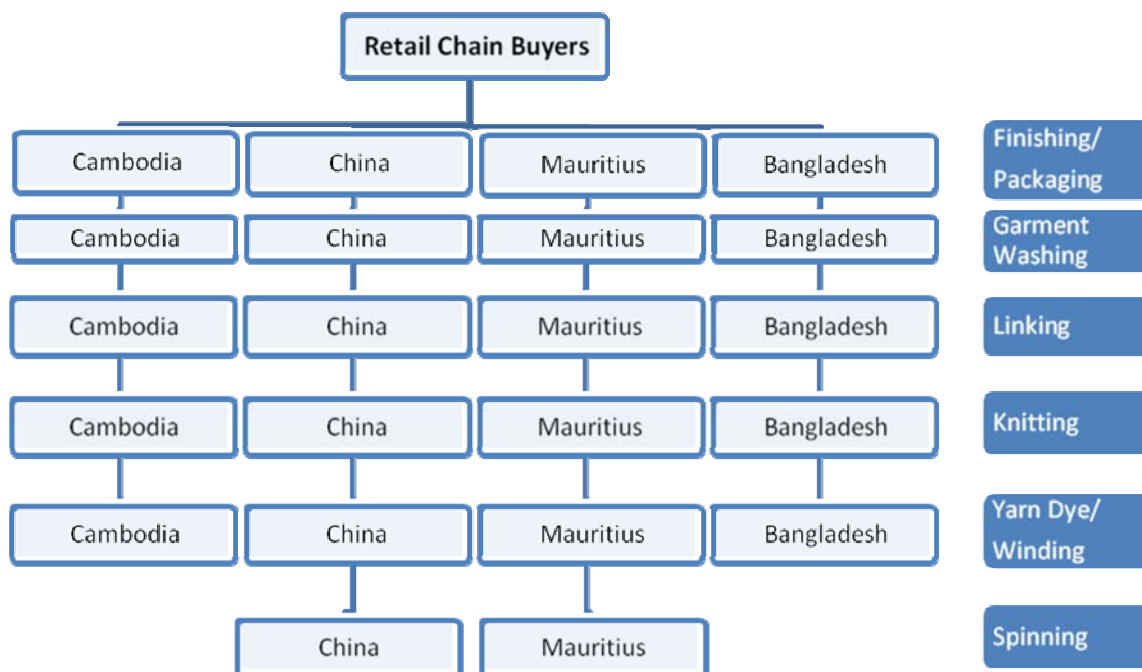 Retail Chain Buyers
Cambodia
China
Mauritius
Bangladesh
Finishing/
Packaging
Cambodia
China
Mauritius
Bangladesh
Garment
Washing
Cambodia
China
Mauritius
Bangladesh
Linking
Cambodia
China
Mauritius
Bangladesh
Knitting
Cambodia
China
Mauritius
Bangladesh
Yarn Dye/
Winding
China
Mauritius
Spinning